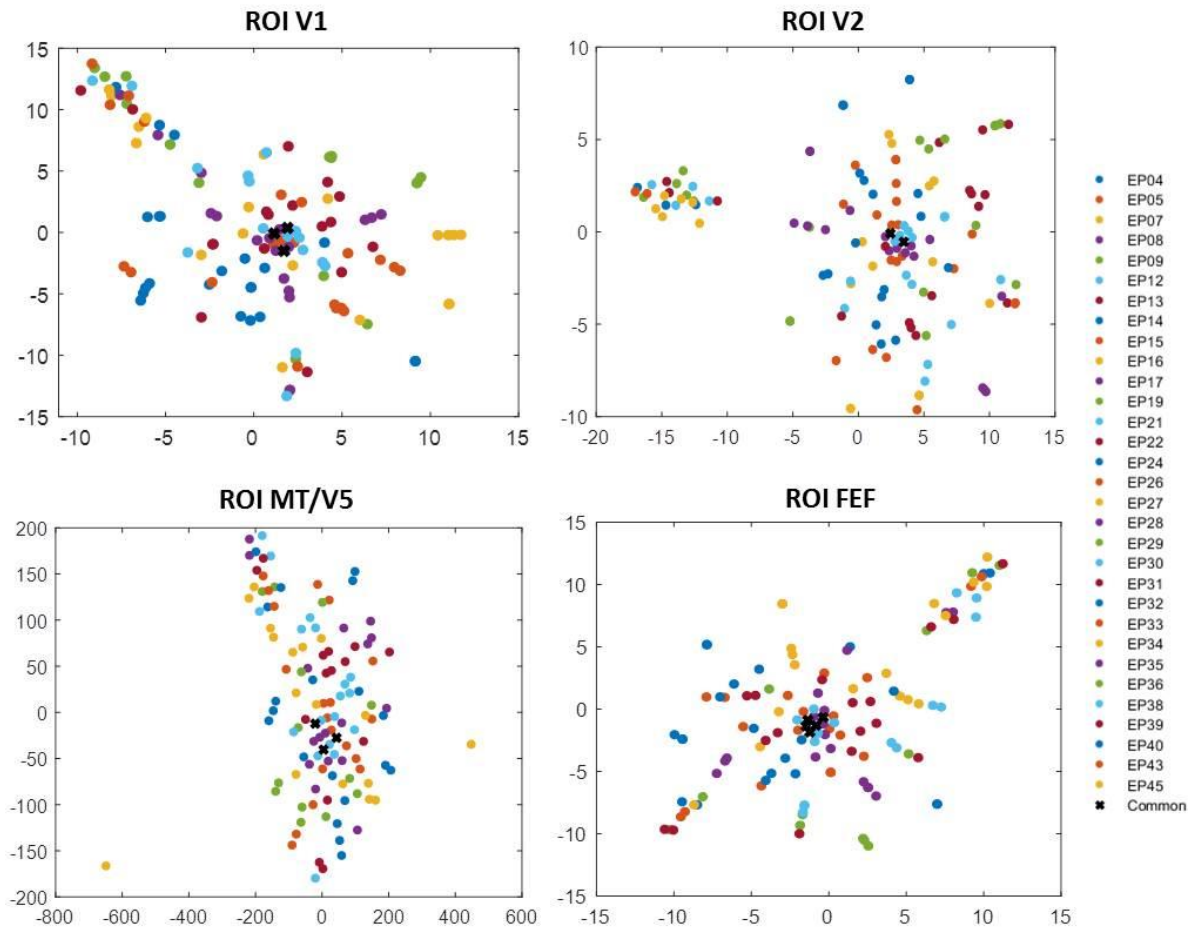 ROI V1
15
10
5
0
-5
-10
-15
-10 -5 0 5 10 15
ROI V2
10
5
0
-5
-10
-20 -15 -10 -5 0 5 10 15
ROI MT/V5
200
150
100
50
0
-50
-100
-150
-200
-800 -600 -400 -200 0 200 400 600
ROI FEF
15
10
5
0
-5
-10
-15
-15 -10 -5 0 5 10 15
EP04
EP05
EP07
EP08
EP09
EP12
EP13
EP14
EP15
EP16
EP17
EP19
EP21
EP22
EP24
EP26
EP27
EP28
EP29
EP30
EP31
EP32
EP33
EP34
EP35
EP36
EP38
EP39
EP40
EP43
EP45
Common